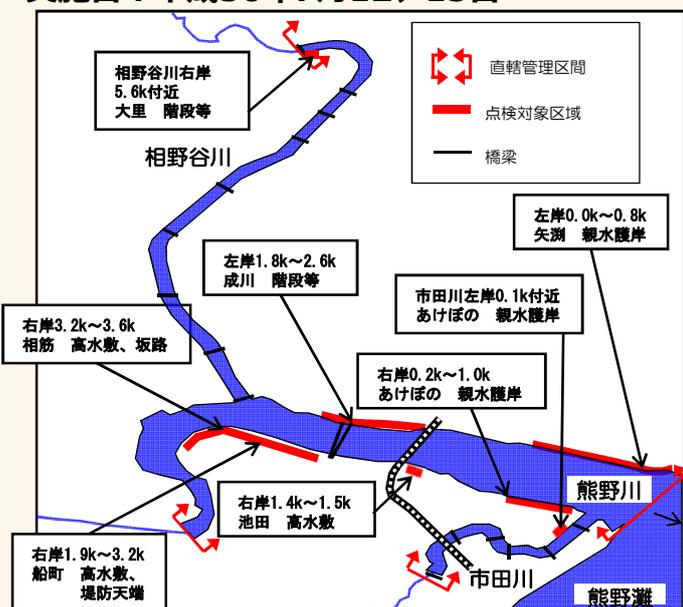 相野谷川右岸
5.6k付近
大里　階段等
直轄管理区間
点検対象区域
橋梁
相野谷川
左岸0.0k～0.8k
矢渕　親水護岸
左岸1.8k～2.6k
成川　階段等
市田川左岸0.1k付近
あけぼの　親水護岸
右岸3.2k～3.6k
相筋　高水敷、坂路
右岸0.2k～1.0k
あけぼの　親水護岸
熊野川
右岸1.4k～1.5k
池田　高水敷
右岸1.9k～3.2k
船町　高水敷、
堤防天端
市田川
熊野灘